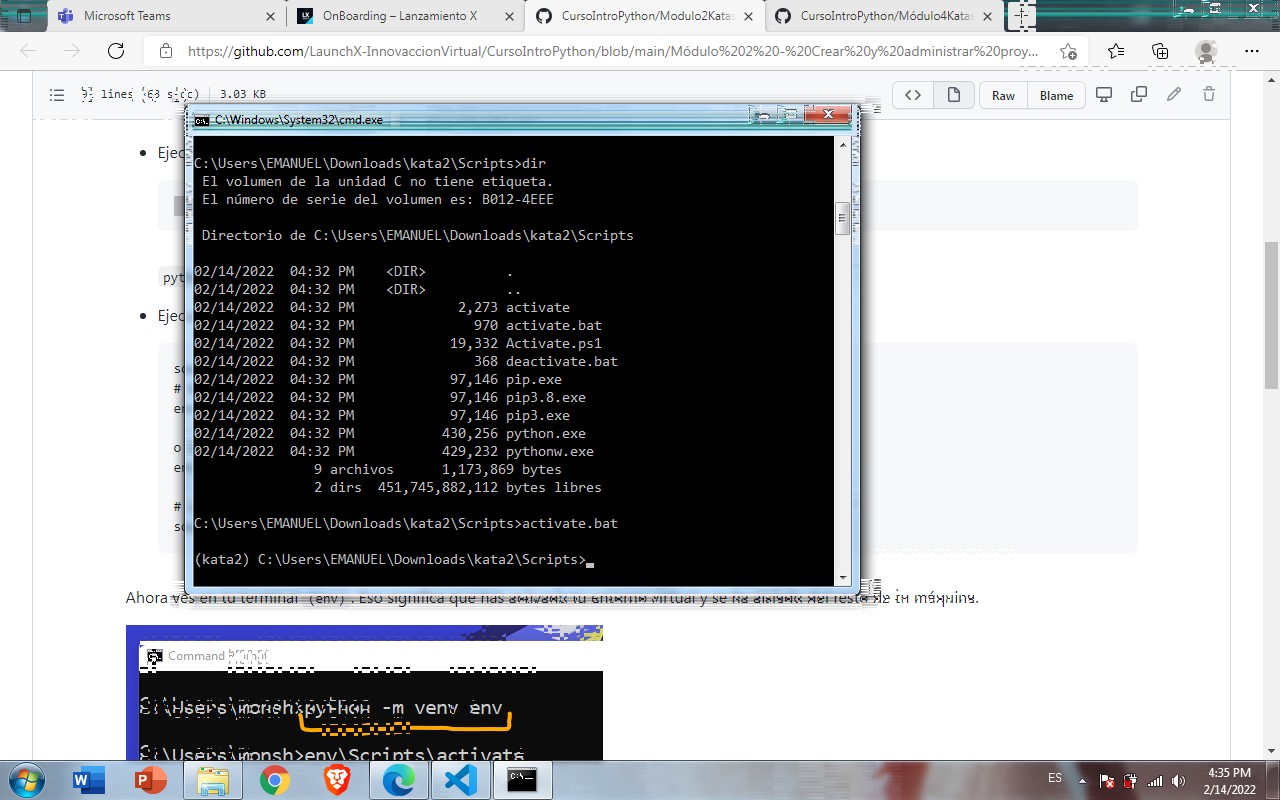 Microsoft Teams
OnBoarding – Lanzamiento X
CursoIntroPython/Modulo2Katas
CursoIntroPython/Módulo4Katas
https://github.com/LaunchX-InnovaccionVirtual/CursoIntroPython/blob/main/Módulo%202%20-%20Crear%20y%20administrar%20proy...
lines
3.03 KB
Raw
Blame
C:\Windows\System32\cmd.exe
C:\Users\EMANUEL\Downloads\kata2\Scripts>dir
El volumen de la unidad C no tiene etiqueta.
El número de serie del volumen es: B012-4EEE
Directorio de C:\Users\EMANUEL\Downloads\kata2\Scripts
02/14/2022 04:32 PM <DIR> .
02/14/2022 04:32 PM <DIR> ..
02/14/2022 04:32 PM 2,273 activate
02/14/2022 04:32 PM 970 activate.bat
02/14/2022 04:32 PM 19,332 Activate.ps1
02/14/2022 04:32 PM 368 deactivate.bat
02/14/2022 04:32 PM 97,146 pip.exe
02/14/2022 04:32 PM 97,146 pip3.8.exe
02/14/2022 04:32 PM 97,146 pip3.exe
02/14/2022 04:32 PM 430,256 python.exe
02/14/2022 04:32 PM 429,232 pythonw.exe
9 archivos 1,173,869 bytes
2 dirs 451,745,882,112 bytes libres
C:\Users\EMANUEL\Downloads\kata2\Scripts>activate.bat
(kata2) C:\Users\EMANUEL\Downloads\kata2\Scripts>
Ejec
pyt
Ejec
#
#
Ahora ves en tu terminal (env). Eso significa que has activado tu entorno virtual y se ha aislado del resto de tu máquina.
Command Prompt
C:\Users\monsh>python -m venv env
C:\Users\monsh>env\Scripts\activate
ES
4:35 PM
2/14/2022